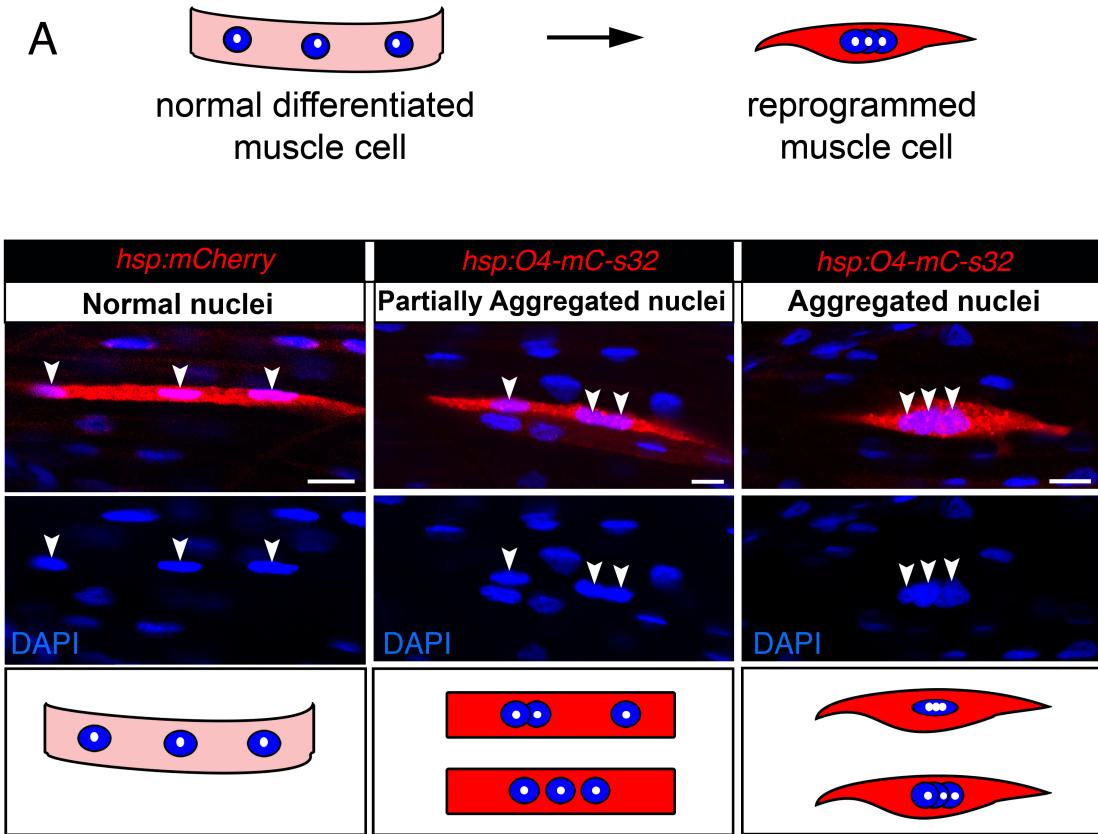 A
normal differentiated
muscle cell
reprogrammed
muscle cell
hsp:mCherry
hsp:O4-mC-s32
hsp:O4-mC-s32
Normal nuclei
Partially Aggregated nuclei
Aggregated nuclei
DAPI
DAPI
DAPI